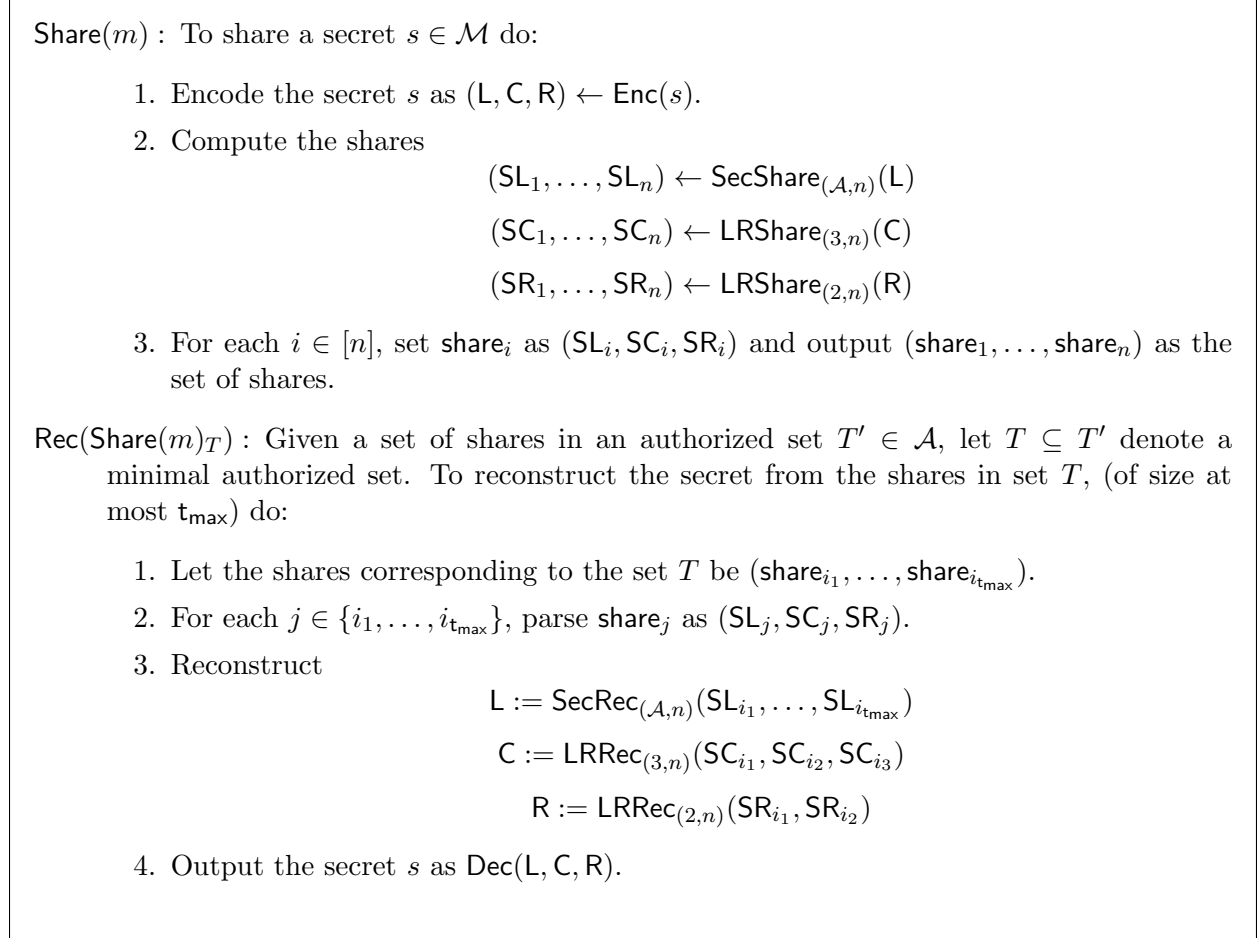 Share(m) : To share a secret s ∈ ℳ do:
1. Encode the secret s as (L, C, R) ← Enc(s).
2. Compute the shares
(SL₁, . . . , SLₙ) ← SecShare₍𝒜,ₙ₎(L)
(SC₁, . . . , SCₙ) ← LRShare₍₃,ₙ₎(C)
(SR₁, . . . , SRₙ) ← LRShare₍₂,ₙ₎(R)
3. For each i ∈ [n], set shareᵢ as (SLᵢ, SCᵢ, SRᵢ) and output (share₁, . . . , shareₙ) as the
set of shares.
Rec(Share(m)_T) : Given a set of shares in an authorized set T′ ∈ 𝒜, let T ⊆ T′ denote a
minimal authorized set. To reconstruct the secret from the shares in set T, (of size at
most t_max) do:
1. Let the shares corresponding to the set T be (share_{i₁}, . . . , share_{i_{t_max}}).
2. For each j ∈ {i₁, . . . , i_{t_max}}, parse share_j as (SL_j, SC_j, SR_j).
3. Reconstruct
L := SecRec₍𝒜,ₙ₎(SL_{i₁}, . . . , SL_{i_{t_max}})
C := LRRec₍₃,ₙ₎(SC_{i₁}, SC_{i₂}, SC_{i₃})
R := LRRec₍₂,ₙ₎(SR_{i₁}, SR_{i₂})
4. Output the secret s as Dec(L, C, R).